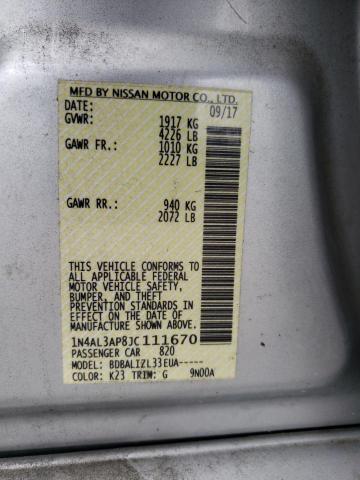 MFD BY NISSAN MOTOR CO., LTD.
DATE: 09/17
GVWR: 1917 KG
4226 LB
GAWR FR.: 1010 KG
2227 LB
GAWR RR.: 940 KG
2072 LB
THIS VEHICLE CONFORMS TO
ALL APPLICABLE FEDERAL
MOTOR VEHICLE SAFETY,
BUMPER, AND THEFT
PREVENTION STANDARDS IN
EFFECT ON THE DATE OF
MANUFACTURE SHOWN ABOVE.
1N4AL3AP8JC111670
PASSENGER CAR 820
MODEL: BDBALIZL33EUA-----
COLOR: K23 TRIM: G 9N00A